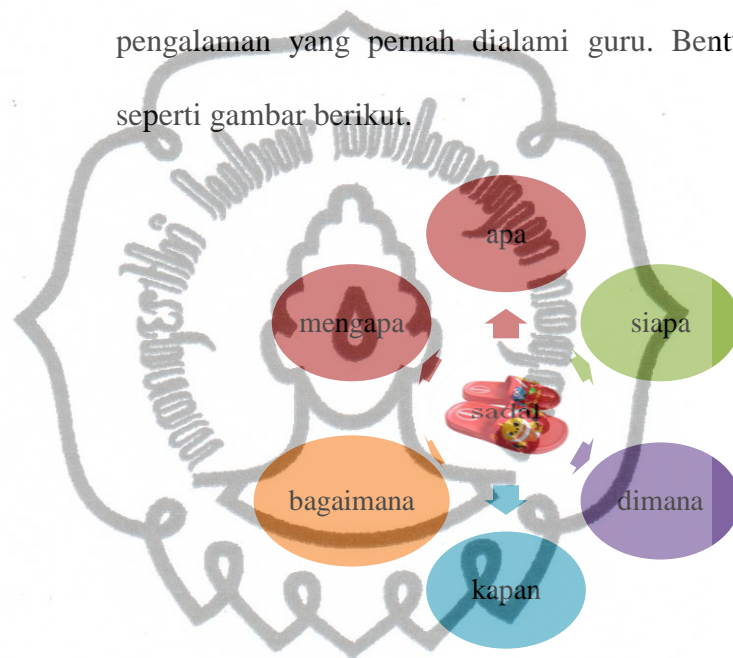 pengalaman yang pernah dialami guru. Bent
seperti gambar berikut.
apa
mengapa
siapa
sadal
bagaimana
dimana
kapan